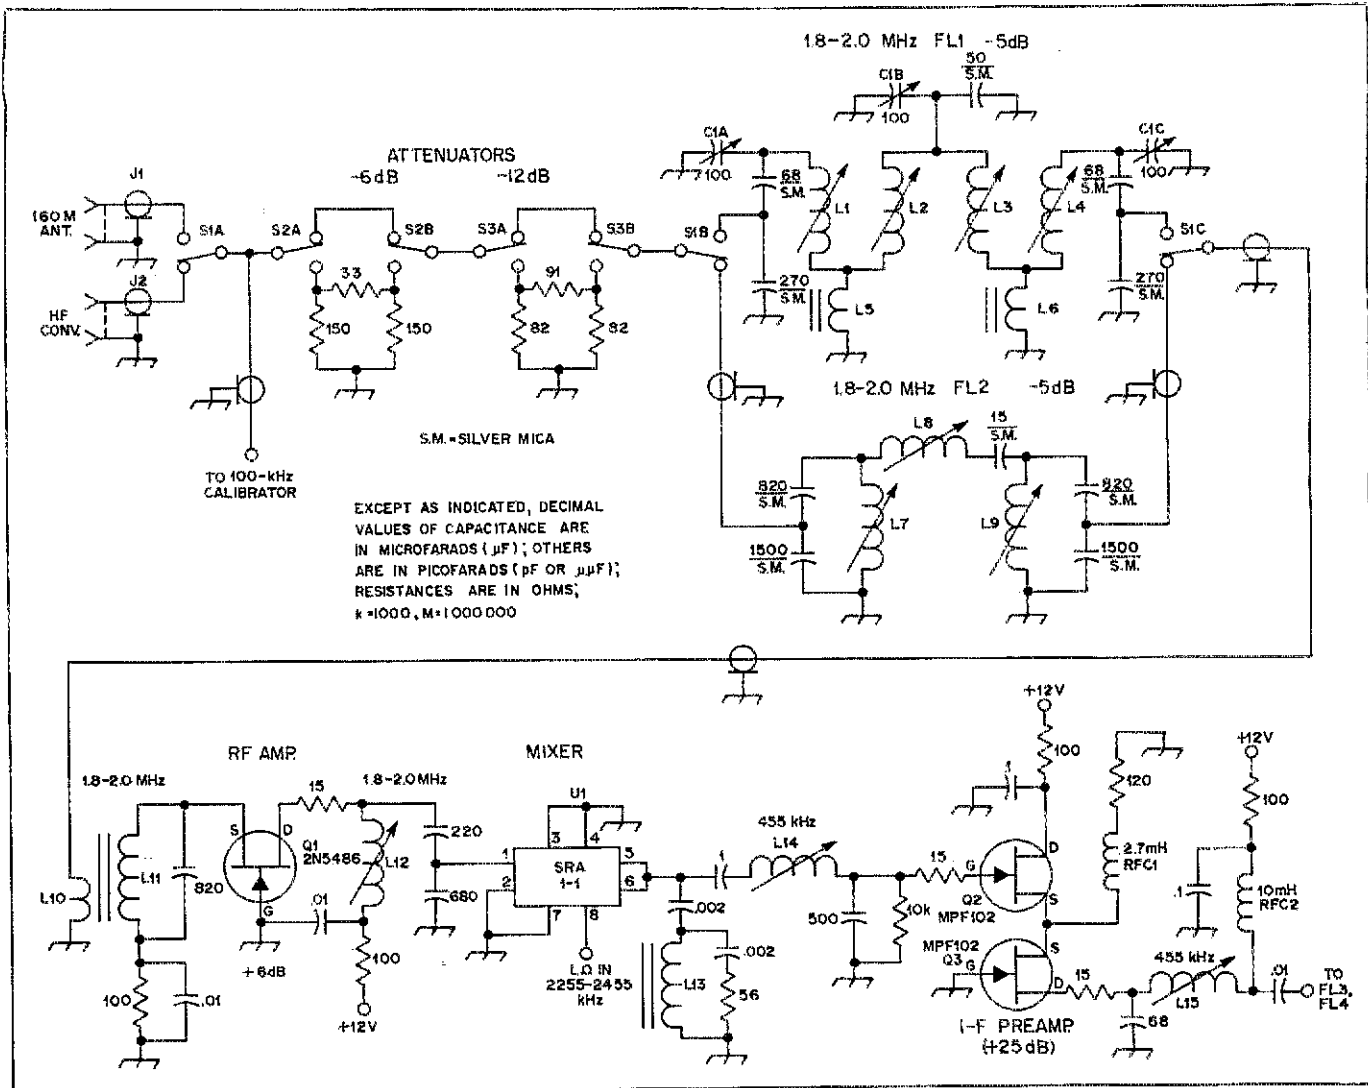 1.8-2.0 MHz FL1 -5dB
C1B
100
50
S.M.
C1A
100
C1C
100
68
S.M.
68
S.M.
L1
L2
L3
L4
270
S.M.
270
S.M.
L5
L6
ATTENUATORS
-6dB
-12dB
J1
160 M
ANT.
J2
HF
CONV.
S1A
S2A
S2B
S3A
S3B
S1B
S1C
33
150
150
91
82
82
TO 100-kHz
CALIBRATOR
S.M.=SILVER MICA
EXCEPT AS INDICATED, DECIMAL
VALUES OF CAPACITANCE ARE
IN MICROFARADS (μF); OTHERS
ARE IN PICOFARADS (pF OR μμF);
RESISTANCES ARE IN OHMS;
k=1000, M=1000000
1.8-2.0 MHz FL2 -5dB
L8
15
S.M.
820
S.M.
L7
L9
820
S.M.
1500
S.M.
1500
S.M.
RF AMP.
1.8-2.0 MHz
15
1.8-2.0MHz
S
D
Q1
2N5486
G
L10
L11
820
L12
.01
+6dB
100
.01
100
+12V
220
680
MIXER
U1
3
4
1
2
5
6
7
8
SRA
1-1
L.O IN
2255-2455
kHz
.002
L13
.002
56
.1
455 kHz
L14
500
10k
15
G
D
S
Q2
MPF102
+12V
100
.1
120
2.7mH
RFC1
MPF102
Q3
G
S
D
15
68
455 kHz
L15
I-F PREAMP.
(+25dB)
+12V
100
.1
10mH
RFC2
.01
TO
FL3,
FL4